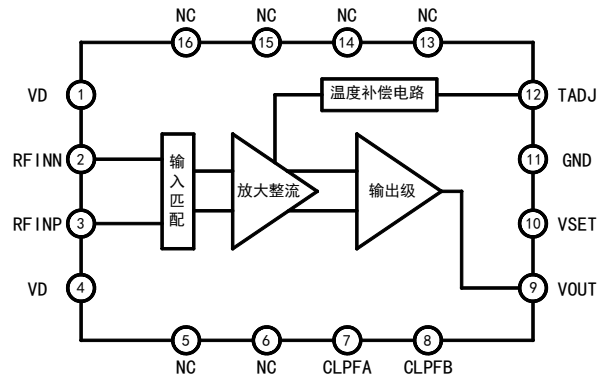 NC NC NC NC
16 15 14 13
VD 1 温度补偿电路 12 TADJ
RFINN 2 11 GND
输入匹配 放大整流 输出级
RFINP 3 10 VSET
VD 4 9 VOUT
5 6 7 8
NC NC CLPFA CLPFB